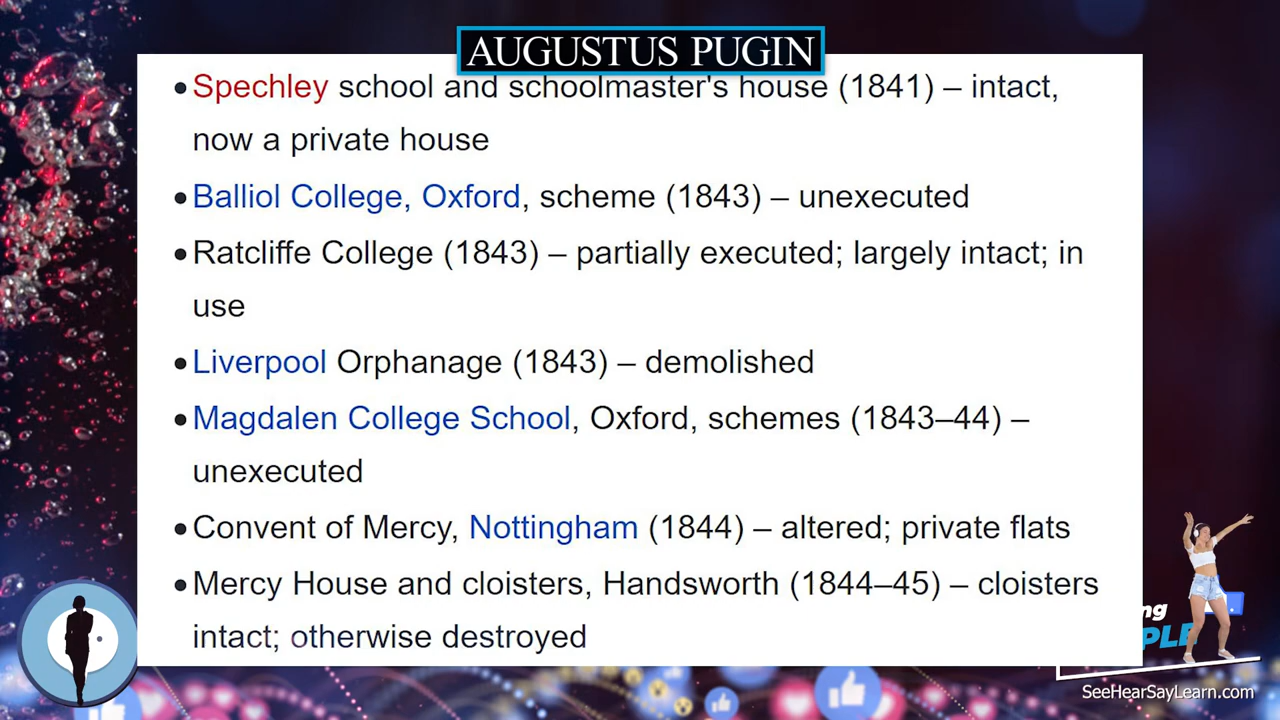 AUGUSTUS PUGIN
•Spechley school and schoolmaster's house (1841) – intact,
now a private house
•Balliol College, Oxford, scheme (1843) – unexecuted
•Ratcliffe College (1843) – partially executed; largely intact; in
use
•Liverpool Orphanage (1843) – demolished
•Magdalen College School, Oxford, schemes (1843–44) –
unexecuted
•Convent of Mercy, Nottingham (1844) – altered; private flats
•Mercy House and cloisters, Handsworth (1844–45) – cloisters
intact; otherwise destroyed
SeeHearSayLearn.com